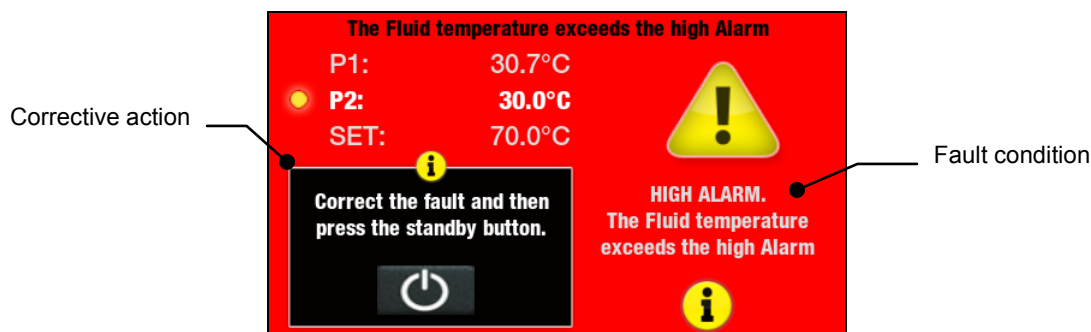 The Fluid temperature exceeds the high Alarm
P1: 30.7°C
P2: 30.0°C
SET: 70.0°C
Corrective action
Correct the fault and then
press the standby button.
HIGH ALARM.
The Fluid temperature
exceeds the high Alarm
Fault condition